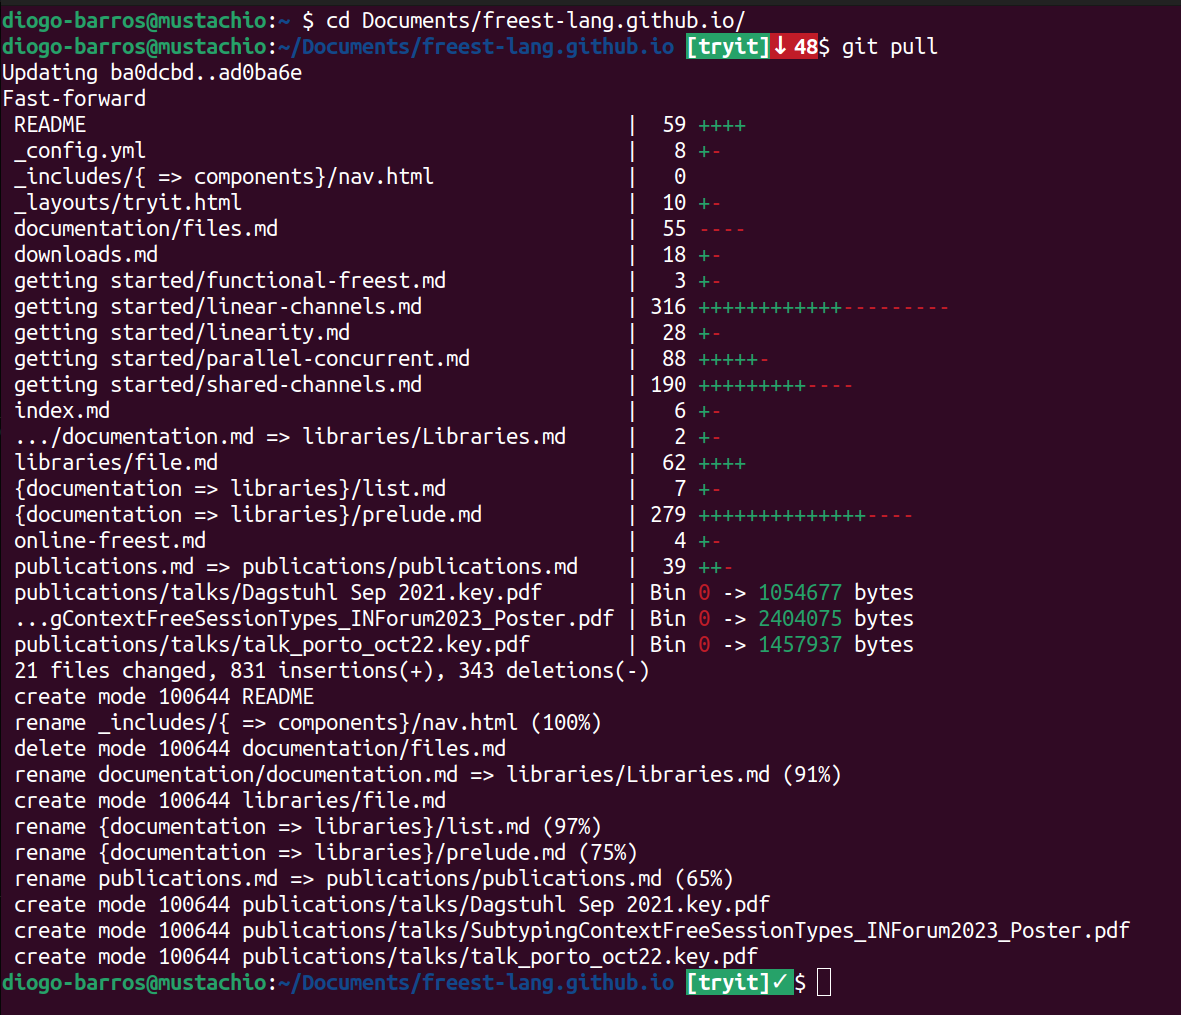 diogo-barros@mustachio:~ $ cd Documents/freest-lang.github.io/
diogo-barros@mustachio:~/Documents/freest-lang.github.io [tryit]↓48$ git pull
Updating ba0dcbd..ad0ba6e
Fast-forward
 README                                             |  59 ++++
 _config.yml                                        |   8 +-
 _includes/{ => components}/nav.html                |   0
 _layouts/tryit.html                                |  10 +-
 documentation/files.md                             |  55 ----
 downloads.md                                       |  18 +-
 getting started/functional-freest.md               |   3 +-
 getting started/linear-channels.md                 | 316 ++++++++++++---------
 getting started/linearity.md                       |  28 +-
 getting started/parallel-concurrent.md             |  88 +++++-
 getting started/shared-channels.md                 | 190 +++++++++----
 index.md                                           |   6 +-
 .../documentation.md => libraries/Libraries.md     |   2 +-
 libraries/file.md                                  |  62 ++++
 {documentation => libraries}/list.md               |   7 +-
 {documentation => libraries}/prelude.md            | 279 ++++++++++++++----
 online-freest.md                                   |   4 +-
 publications.md => publications/publications.md    |  39 ++-
 publications/talks/Dagstuhl Sep 2021.key.pdf       | Bin 0 -> 1054677 bytes
 ...gContextFreeSessionTypes_INForum2023_Poster.pdf | Bin 0 -> 2404075 bytes
 publications/talks/talk_porto_oct22.key.pdf        | Bin 0 -> 1457937 bytes
 21 files changed, 831 insertions(+), 343 deletions(-)
 create mode 100644 README
 rename _includes/{ => components}/nav.html (100%)
 delete mode 100644 documentation/files.md
 rename documentation/documentation.md => libraries/Libraries.md (91%)
 create mode 100644 libraries/file.md
 rename {documentation => libraries}/list.md (97%)
 rename {documentation => libraries}/prelude.md (75%)
 rename publications.md => publications/publications.md (65%)
 create mode 100644 publications/talks/Dagstuhl Sep 2021.key.pdf
 create mode 100644 publications/talks/SubtypingContextFreeSessionTypes_INForum2023_Poster.pdf
 create mode 100644 publications/talks/talk_porto_oct22.key.pdf
diogo-barros@mustachio:~/Documents/freest-lang.github.io [tryit]✓$